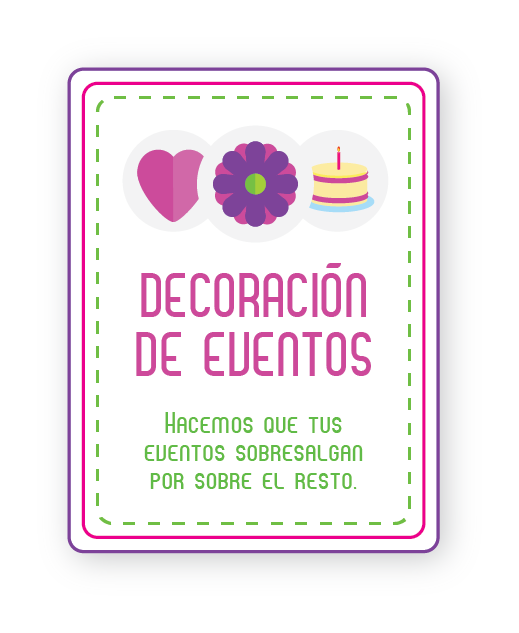 DECORACIÓN
DE EVENTOS
HACEMOS QUE TUS
EVENTOS SOBRESALGAN
POR SOBRE EL RESTO.